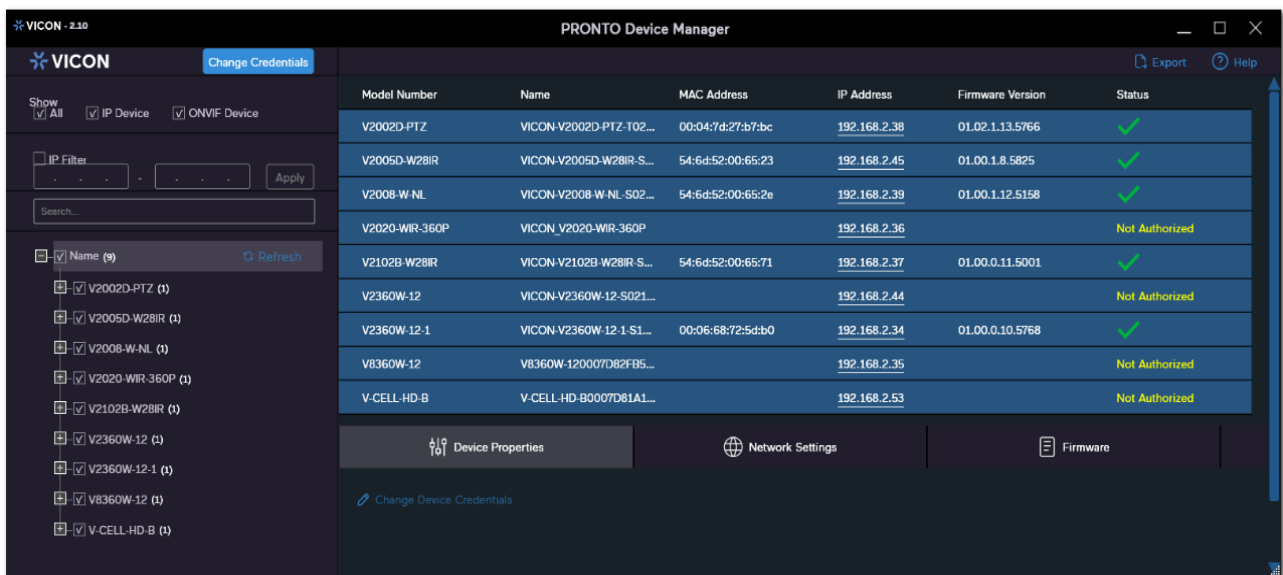 VICON - 2.10
PRONTO Device Manager
VICON
Change Credentials
Export
Help
Show
All
IP Device
ONVIF Device
IP Filter
. . . - . . .
Apply
Search...
Name (9)
Refresh
V2002D-PTZ (1)
V2005D-W28IR (1)
V2008-W-NL (1)
V2020-WIR-360P (1)
V2102B-W28IR (1)
V2360W-12 (1)
V2360W-12-1 (1)
V8360W-12 (1)
V-CELL-HD-B (1)
Model Number Name MAC Address IP Address Firmware Version Status
V2002D-PTZ VICON-V2002D-PTZ-T02... 00:04:7d:27:b7:bc 192.168.2.38 01.02.1.13.5766
V2005D-W28IR VICON-V2005D-W28IR-S... 54:6d:52:00:65:23 192.168.2.45 01.00.1.8.5825
V2008-W-NL VICON-V2008-W-NL-S02... 54:6d:52:00:65:2e 192.168.2.39 01.00.1.12.5158
V2020-WIR-360P VICON_V2020-WIR-360P 192.168.2.36 Not Authorized
V2102B-W28IR VICON-V2102B-W28IR-S... 54:6d:52:00:65:71 192.168.2.37 01.00.0.11.5001
V2360W-12 VICON-V2360W-12-S021... 192.168.2.44 Not Authorized
V2360W-12-1 VICON-V2360W-12-1-S1... 00:06:68:72:5d:b0 192.168.2.34 01.00.0.10.5768
V8360W-12 V8360W-120007D82FB5... 192.168.2.35 Not Authorized
V-CELL-HD-B V-CELL-HD-B0007D81A1... 192.168.2.53 Not Authorized
Device Properties
Network Settings
Firmware
Change Device Credentials